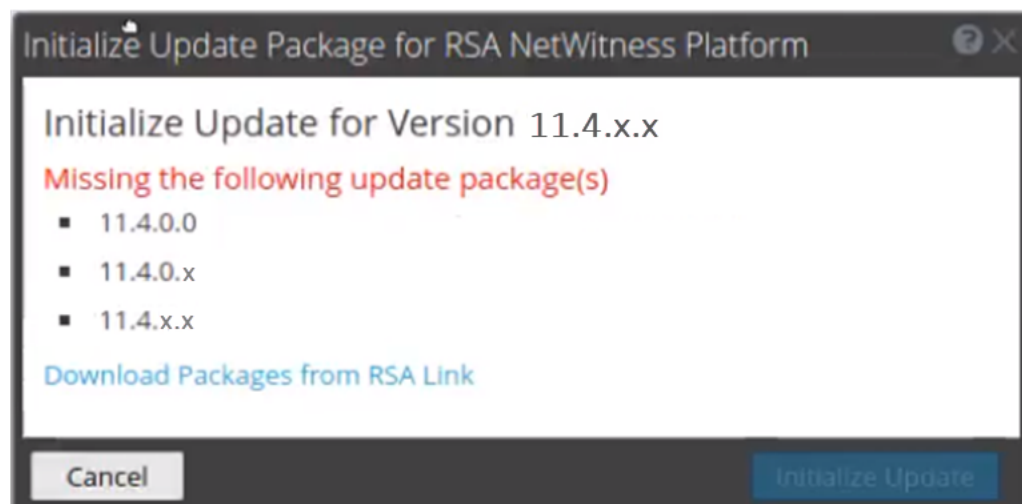 Initialize Update Package for RSA NetWitness Platform
Initialize Update for Version 11.4.x.x
Missing the following update package(s)
11.4.0.0
11.4.0.x
11.4.x.x
Download Packages from RSA Link
Cancel
Initialize Update